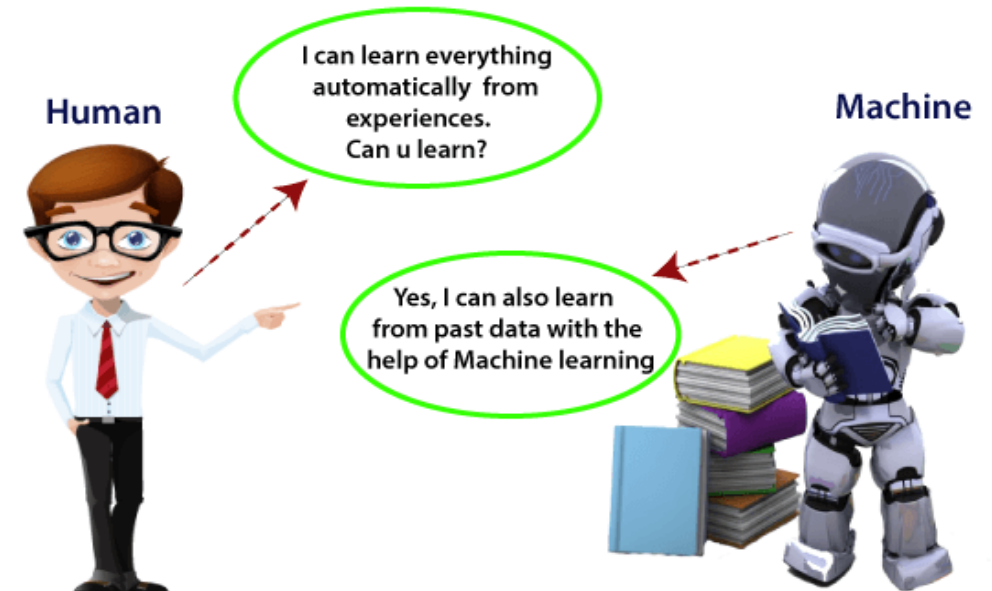 Human
I can learn everything
automatically from
experiences.
Can u learn?
Machine
Yes, I can also learn
from past data with the
help of Machine learning